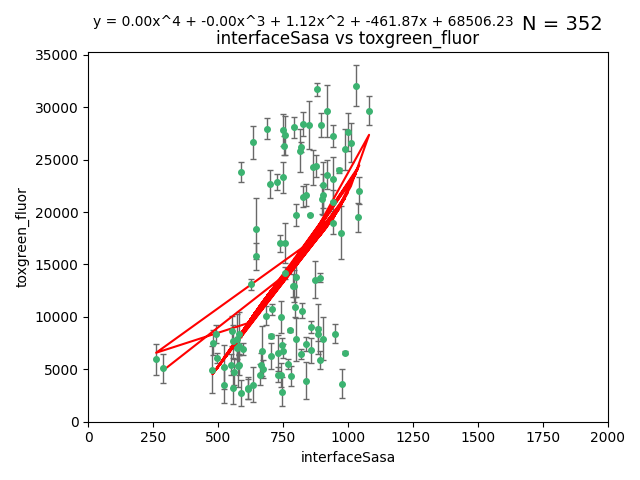 y = 0.00x^4 + -0.00x^3 + 1.12x^2 + -461.87x + 68506.23 N = 352
interfaceSasa vs toxgreen_fluor
35000
30000
25000
20000
15000
10000
5000
0
toxgreen_fluor
0 250 500 750 1000 1250 1500 1750 2000
interfaceSasa